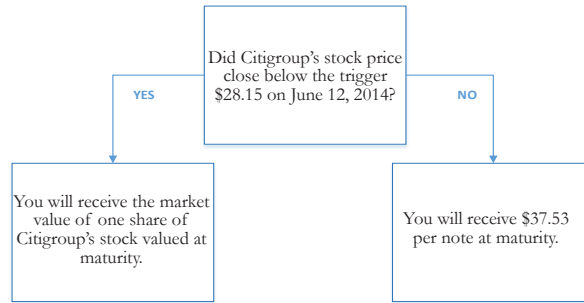 Did Citigroup's stock price
close below the trigger
$28.15 on June 12, 2014?
YES
NO
You will receive the market
value of one share of
Citigroup's stock valued at
maturity.
You will receive $37.53
per note at maturity.